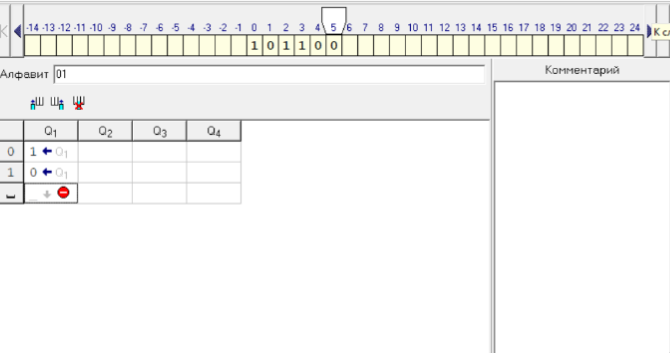 -14 -13 -12 -11 -10 -9 -8 -7 -6 -5 -4 -3 -2 -1 0 1 2 3 4 5 6 7 8 9 10 11 12 13 14 15 16 17 18 19 20 21 22 23 24
1 0 1 1 0 0
Алфавит 01
Комментарий
Q1 Q2 Q3 Q4
0 1 Q1
1 0 Q1